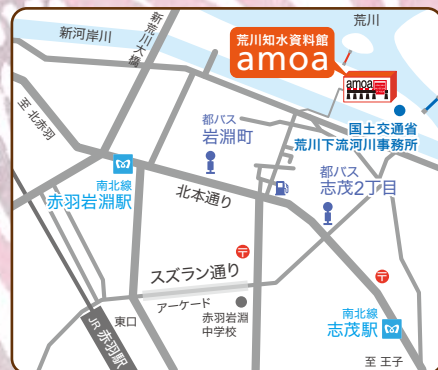 荒川
新荒川大橋
新河岸川
荒川知水資料館
amoa
amoa
至 北赤羽
国土交通省
荒川下流河川事務所
都バス
岩淵町
都バス
志茂2丁目
南北線
赤羽岩淵駅
北本通り
スズラン通り
アーケード
赤羽岩淵
中学校
東口
JR 赤羽駅
南北線
志茂駅
至 王子